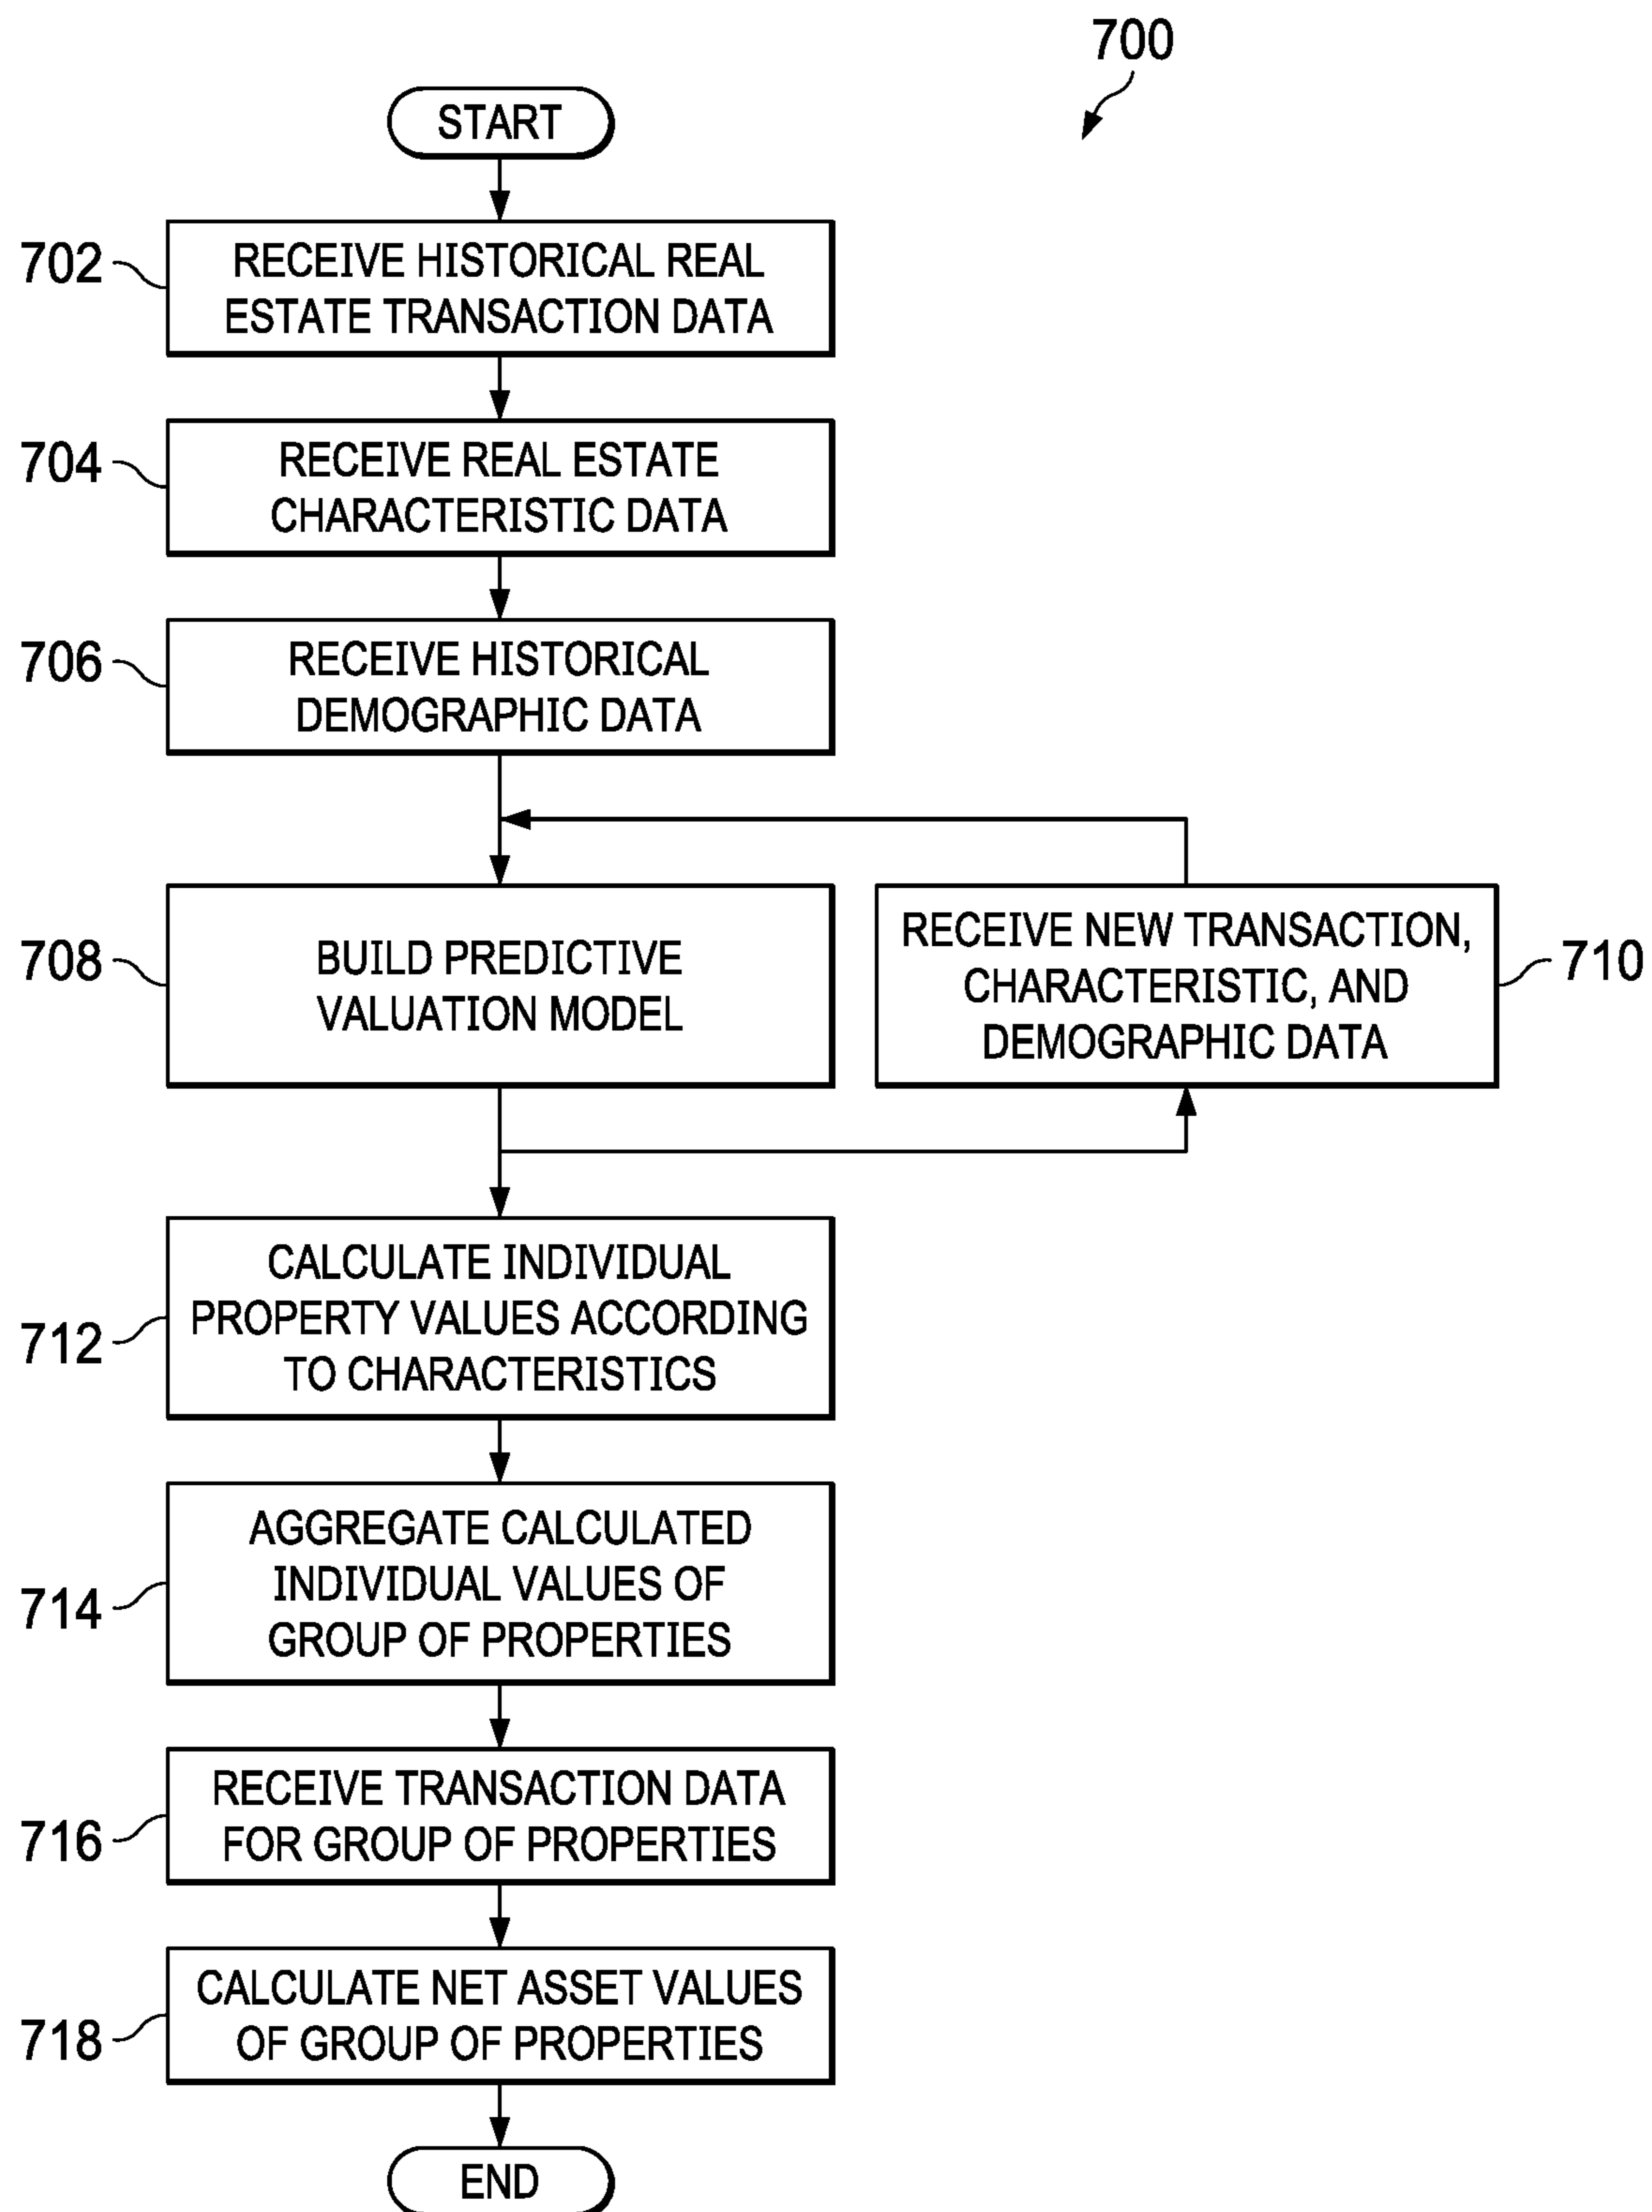 700
START
702
RECEIVE HISTORICAL REAL
ESTATE TRANSACTION DATA
704
RECEIVE REAL ESTATE
CHARACTERISTIC DATA
706
RECEIVE HISTORICAL
DEMOGRAPHIC DATA
708
BUILD PREDICTIVE
VALUATION MODEL
RECEIVE NEW TRANSACTION,
CHARACTERISTIC, AND
DEMOGRAPHIC DATA
710
712
CALCULATE INDIVIDUAL
PROPERTY VALUES ACCORDING
TO CHARACTERISTICS
714
AGGREGATE CALCULATED
INDIVIDUAL VALUES OF
GROUP OF PROPERTIES
716
RECEIVE TRANSACTION DATA
FOR GROUP OF PROPERTIES
718
CALCULATE NET ASSET VALUES
OF GROUP OF PROPERTIES
END